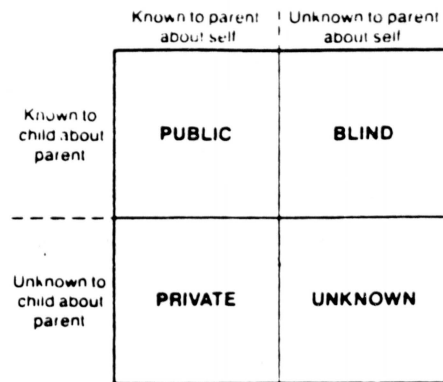 Known to parent about self
Unknown to parent about self
Known to child about parent
PUBLIC
BLIND
Unknown to child about parent
PRIVATE
UNKNOWN